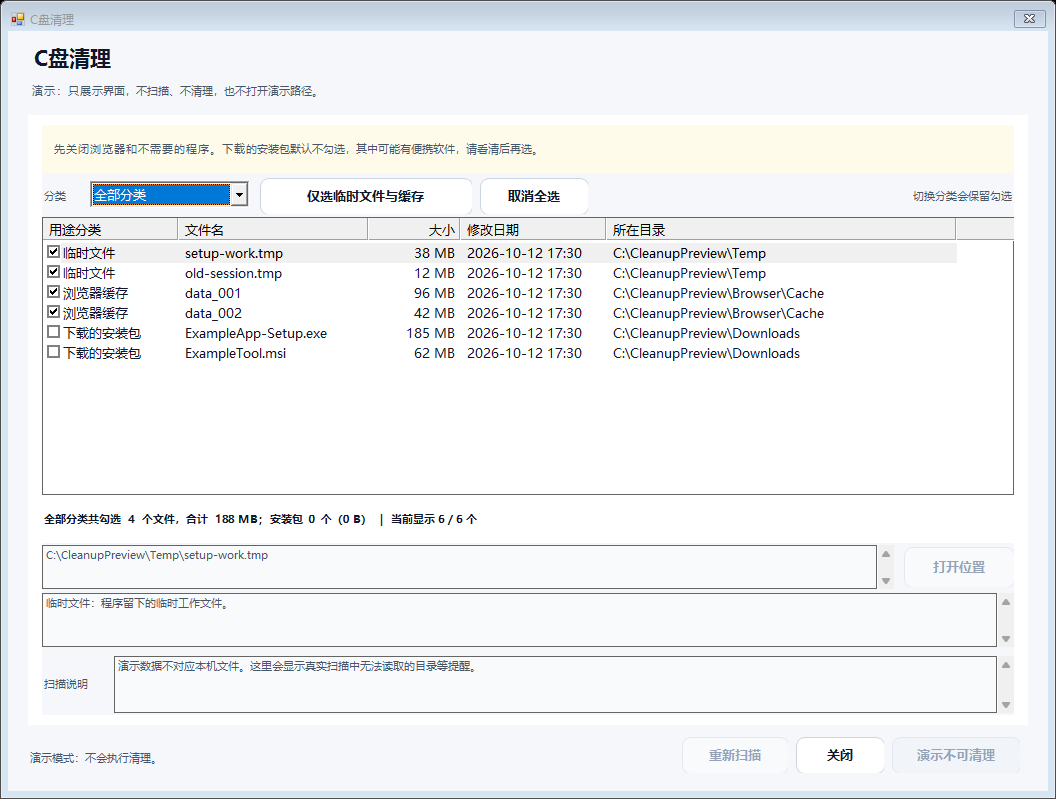 C盘清理
C盘清理
演示：只展示界面，不扫描、不清理，也不打开演示路径。
先关闭浏览器和不需要的程序。下载的安装包默认不勾选，其中可能有便携软件，请看清后再选。
分类 全部分类 仅选临时文件与缓存 取消全选 切换分类会保留勾选
用途分类 文件名 大小 修改日期 所在目录
临时文件 setup-work.tmp 38 MB 2026-10-12 17:30 C:\CleanupPreview\Temp
临时文件 old-session.tmp 12 MB 2026-10-12 17:30 C:\CleanupPreview\Temp
浏览器缓存 data_001 96 MB 2026-10-12 17:30 C:\CleanupPreview\Browser\Cache
浏览器缓存 data_002 42 MB 2026-10-12 17:30 C:\CleanupPreview\Browser\Cache
下载的安装包 ExampleApp-Setup.exe 185 MB 2026-10-12 17:30 C:\CleanupPreview\Downloads
下载的安装包 ExampleTool.msi 62 MB 2026-10-12 17:30 C:\CleanupPreview\Downloads
全部分类共勾选 4 个文件，合计 188 MB；安装包 0 个（0 B） | 当前显示 6 / 6 个
C:\CleanupPreview\Temp\setup-work.tmp
打开位置
临时文件：程序留下的临时工作文件。
扫描说明 演示数据不对应本机文件。这里会显示真实扫描中无法读取的目录等提醒。
演示模式：不会执行清理。 重新扫描 关闭 演示不可清理